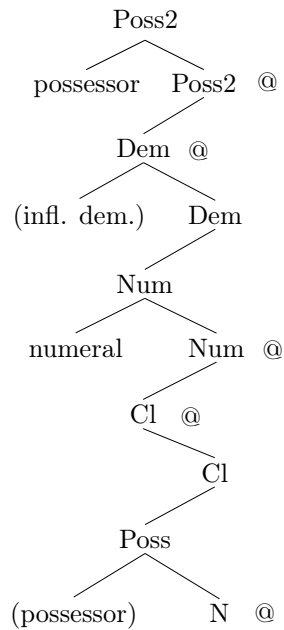 Poss2
possessor Poss2 @
Dem @
(infl. dem.) Dem
Num
numeral Num @
Cl @
Cl
Poss
(possessor) N @